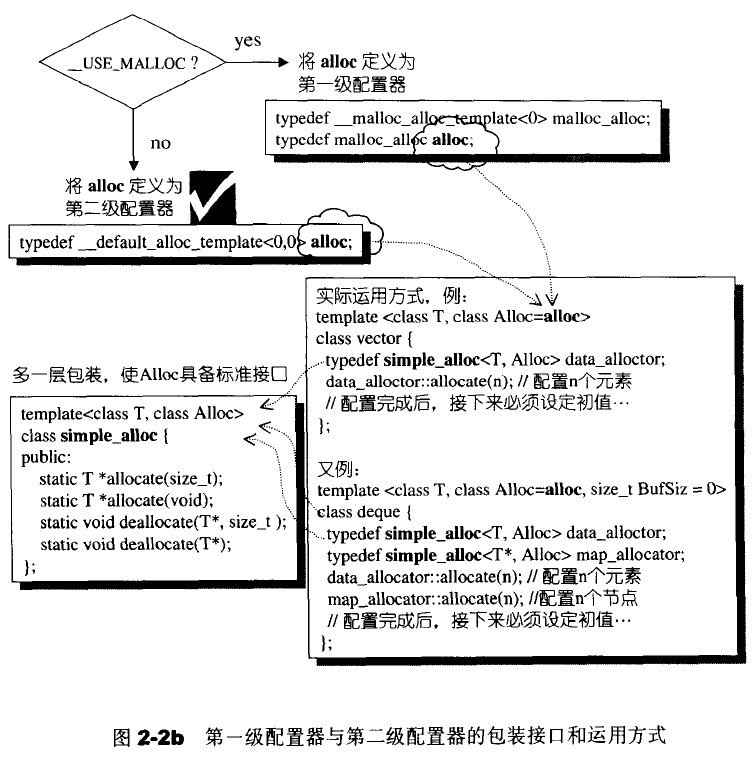 __USE_MALLOC ?
yes
将 alloc 定义为
第一级配置器
typedef __malloc_alloc_template<0> malloc_alloc;
typedef malloc_alloc alloc;
no
将 alloc 定义为
第二级配置器
typedef __default_alloc_template<0,0> alloc;
实际运用方式，例：
template <class T, class Alloc=alloc>
class vector {
typedef simple_alloc<T, Alloc> data_alloctor;
data_alloctor::allocate(n); // 配置n个元素
// 配置完成后，接下来必须设定初值…
};
多一层包装，使Alloc具备标准接口
template<class T, class Alloc>
class simple_alloc {
public:
static T *allocate(size_t);
static T *allocate(void);
static void deallocate(T*, size_t );
static void deallocate(T*);
};
又例：
template <class T, class Alloc=alloc, size_t BufSiz = 0>
class deque {
typedef simple_alloc<T, Alloc> data_alloctor;
typedef simple_alloc<T*, Alloc> map_allocator;
data_allocator::allocate(n); // 配置n个元素
map_allocator::allocate(n); //配置n个节点
// 配置完成后，接下来必须设定初值…
};
图 2-2b 第一级配置器与第二级配置器的包装接口和运用方式